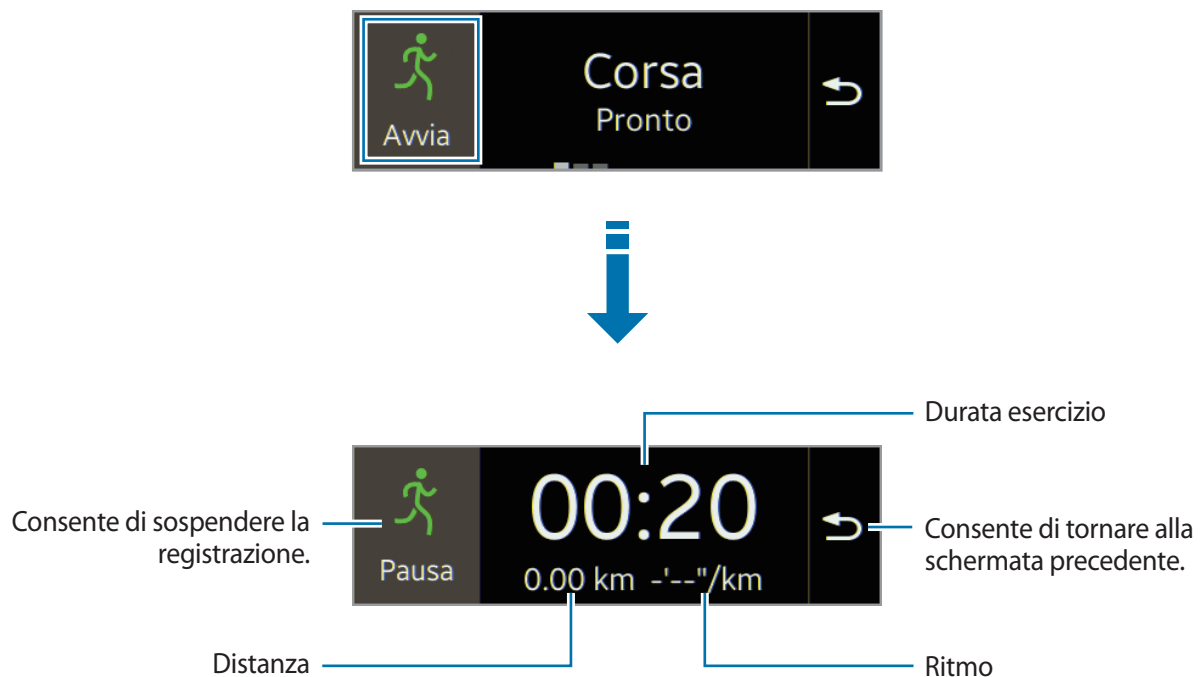 Corsa
Pronto
Avvia
Durata esercizio
00:20
Consente di sospendere la
registrazione.
Consente di tornare alla
schermata precedente.
Pausa
0.00 km -'--"/km
Distanza
Ritmo